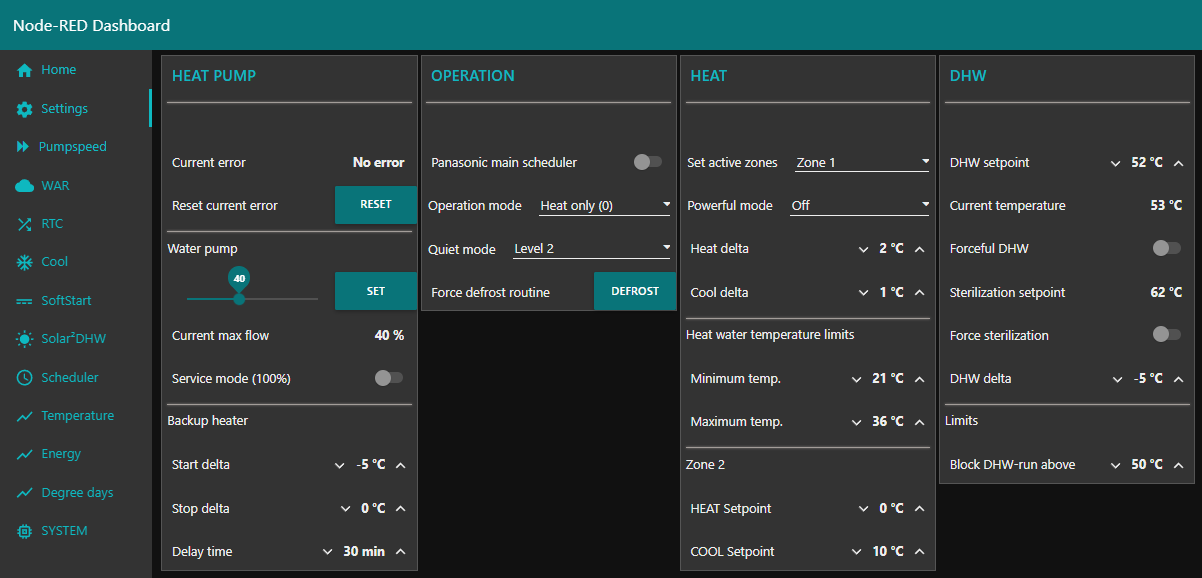 Node-RED Dashboard
Home
Settings
Pumpspeed
WAR
RTC
Cool
SoftStart
Solar²DHW
Scheduler
Temperature
Energy
Degree days
SYSTEM
HEAT PUMP
Current error No error
Reset current error RESET
Water pump
40
SET
Current max flow 40 %
Service mode (100%)
Backup heater
Start delta -5 °C
Stop delta 0 °C
Delay time 30 min
OPERATION
Panasonic main scheduler
Operation mode Heat only (0)
Quiet mode Level 2
Force defrost routine DEFROST
HEAT
Set active zones Zone 1
Powerful mode Off
Heat delta 2 °C
Cool delta 1 °C
Heat water temperature limits
Minimum temp. 21 °C
Maximum temp. 36 °C
Zone 2
HEAT Setpoint 0 °C
COOL Setpoint 10 °C
DHW
DHW setpoint 52 °C
Current temperature 53 °C
Forceful DHW
Sterilization setpoint 62 °C
Force sterilization
DHW delta -5 °C
Limits
Block DHW-run above 50 °C